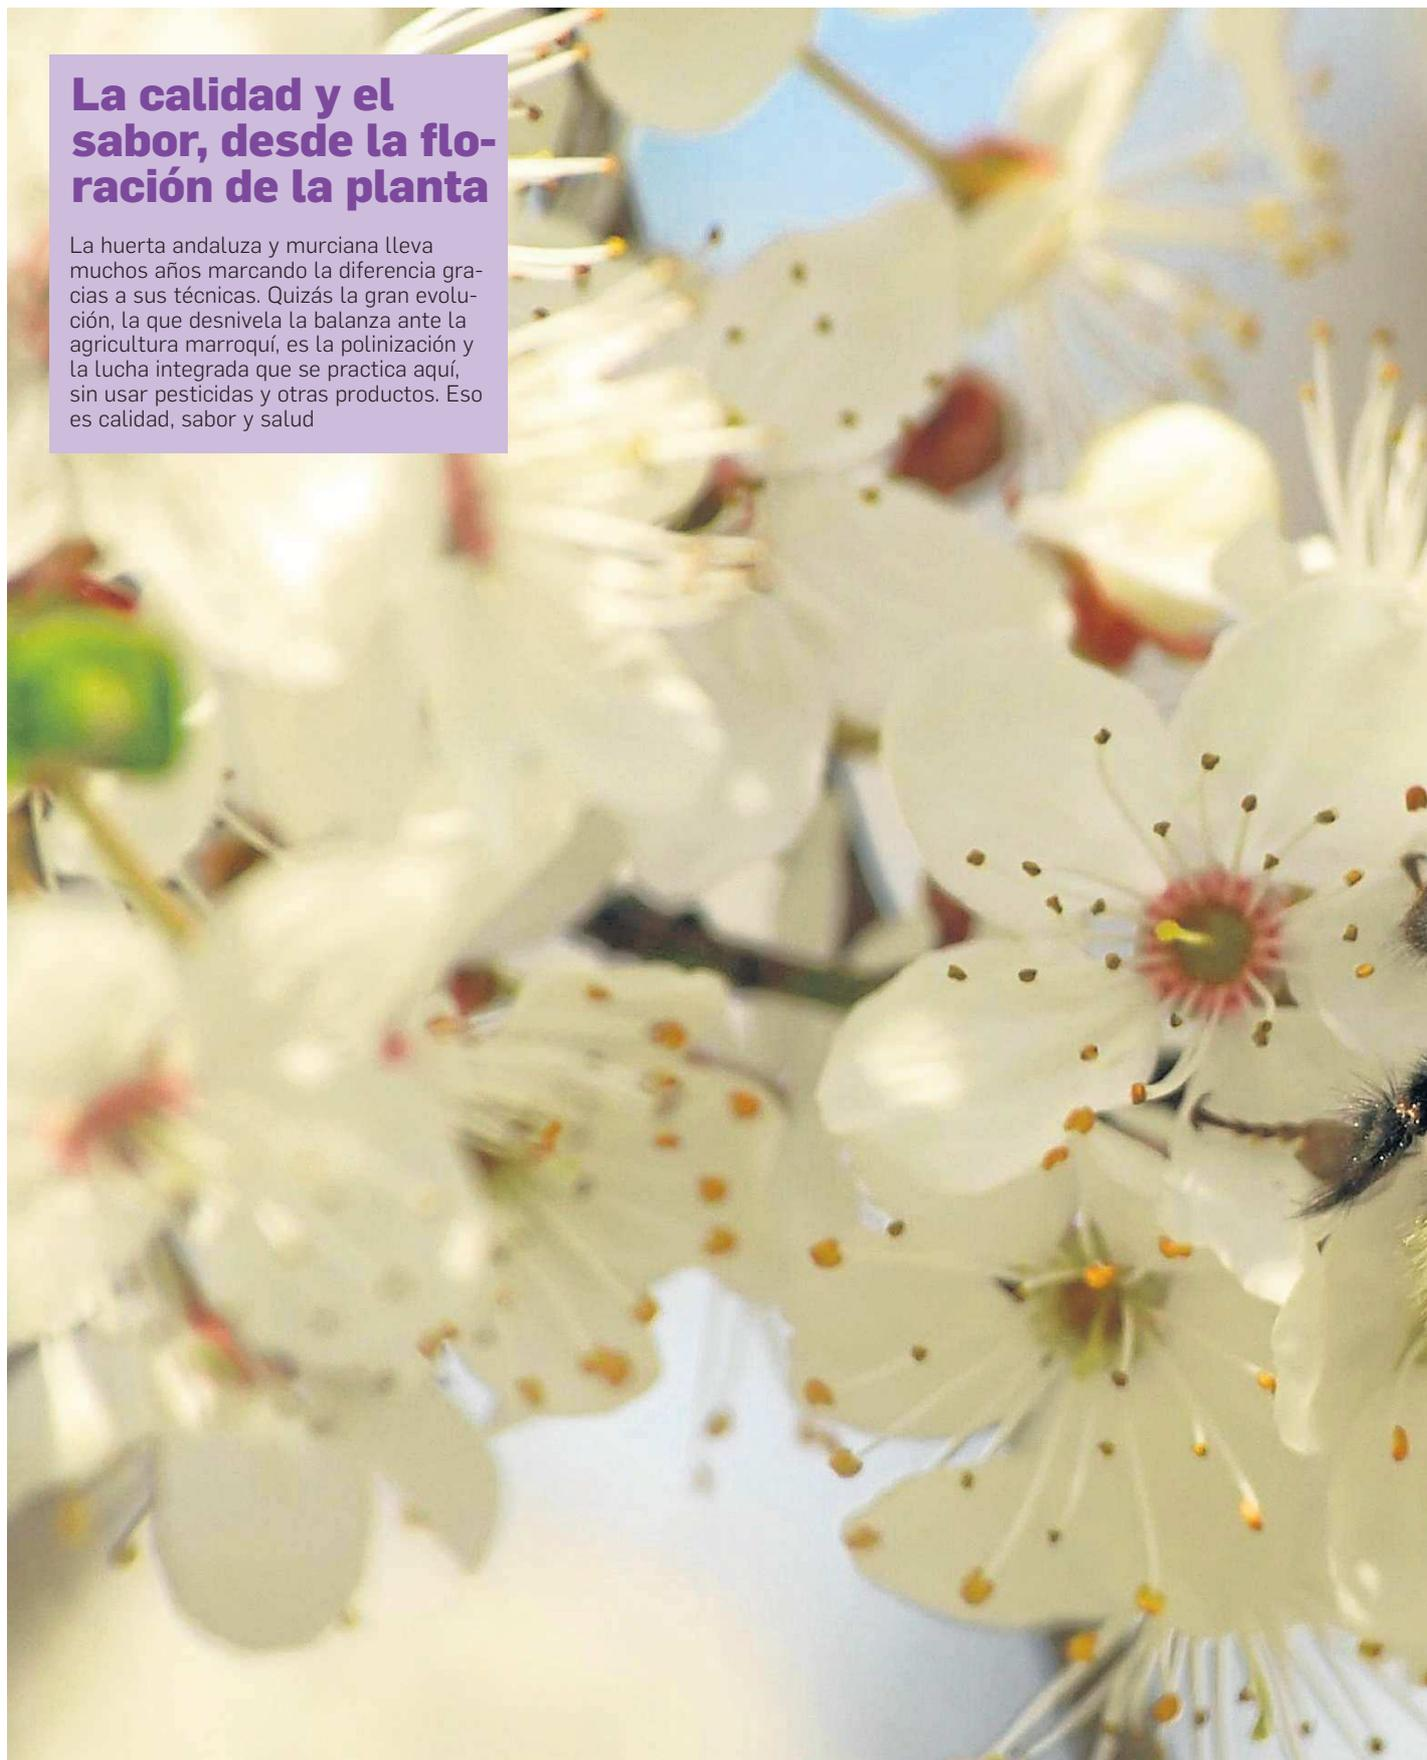 La calidad y el
sabor, desde la flo-
ración de la planta
La huerta andaluza y murciana lleva
muchos años marcando la diferencia gra-
cias a sus técnicas. Quizás la gran evolu-
ción, la que desnivela la balanza ante la
agricultura marroquí, es la polinización y
la lucha integrada que se practica aquí,
sin usar pesticidas y otras productos. Eso
es calidad, sabor y salud